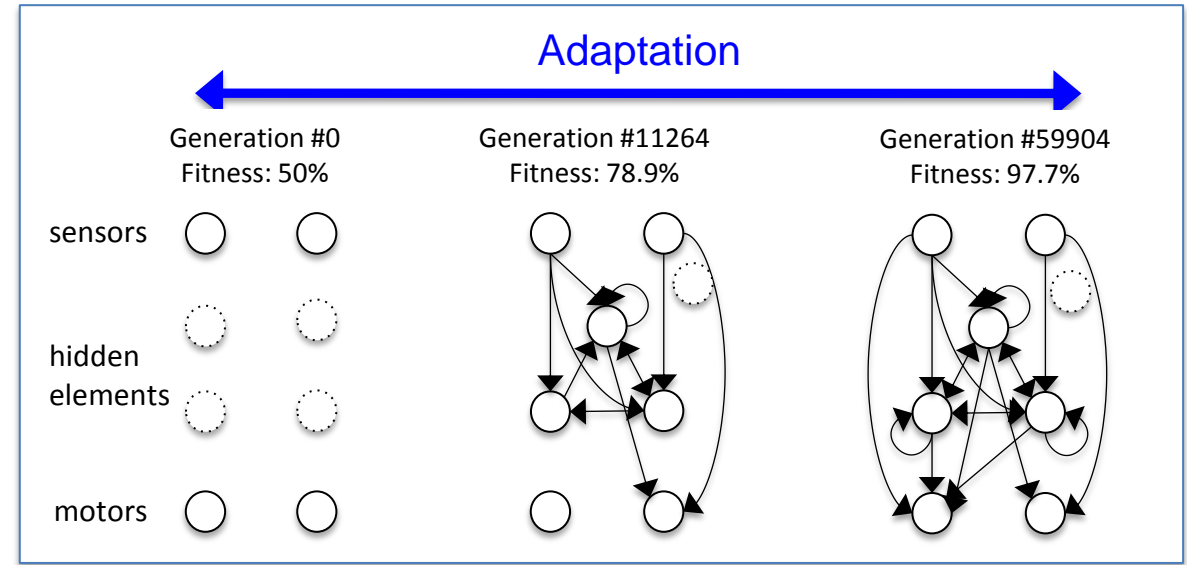 Adaptation
Generation #0
Fitness: 50%
Generation #11264
Fitness: 78.9%
Generation #59904
Fitness: 97.7%
sensors
hidden
elements
motors